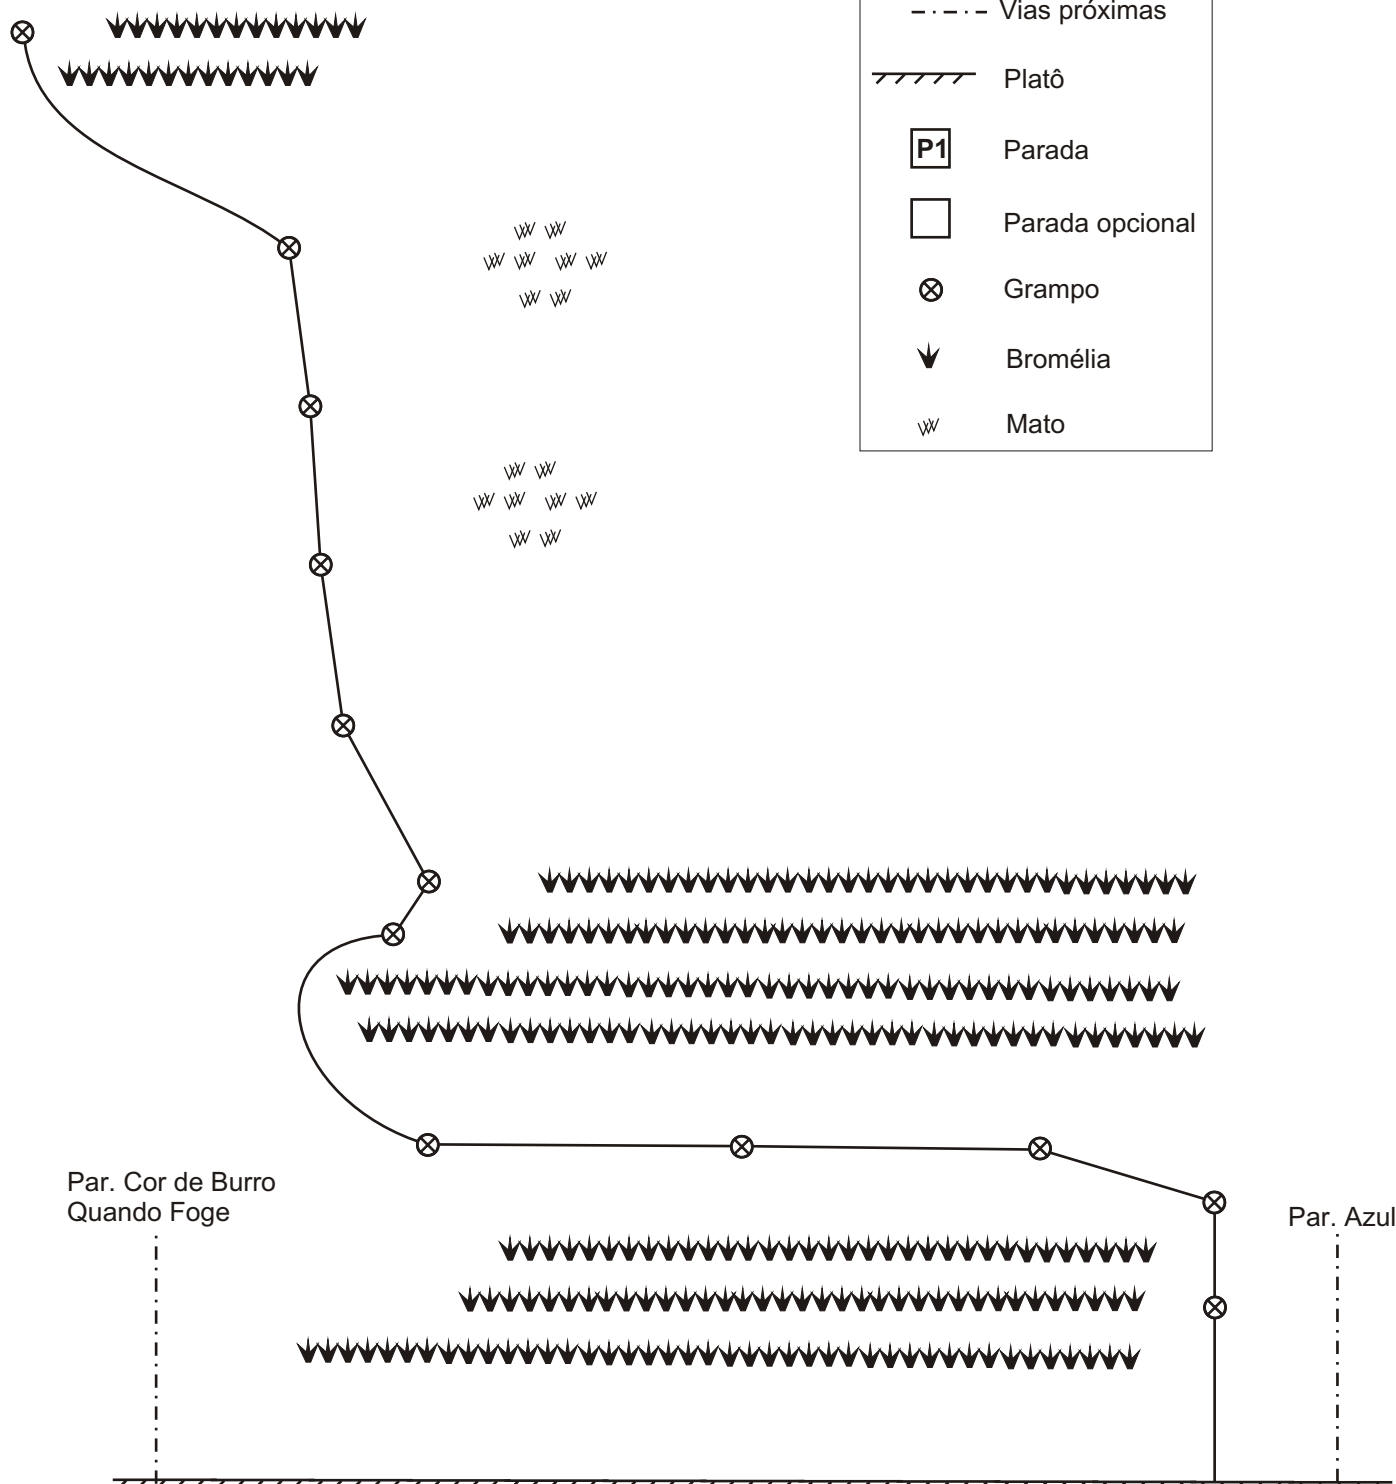 Vias próximas
Platô
P1 Parada
Parada opcional
Grampo
Bromélia
Mato
Par. Cor de Burro
Quando Foge
Par. Azul